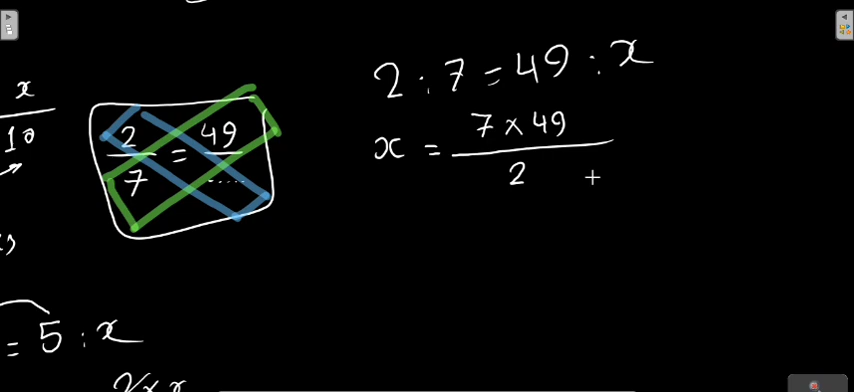 2 : 7 = 49 : x
x = 7 × 49 / 2
x / 10
2 / 7 = 49 / .....
= 5 : x